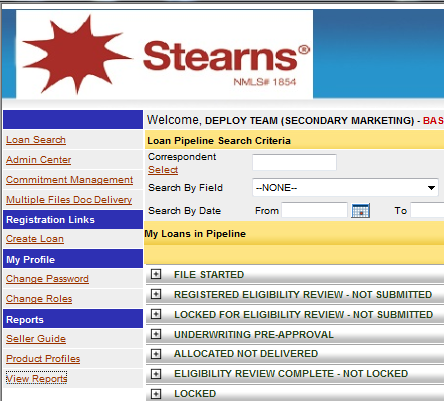 Stearns®
NMLS# 1854
Welcome, DEPLOY TEAM (SECONDARY MARKETING) - BAS
Loan Search
Admin Center
Commitment Management
Multiple Files Doc Delivery
Registration Links
Create Loan
My Profile
Change Password
Change Roles
Reports
Seller Guide
Product Profiles
View Reports
Loan Pipeline Search Criteria
Correspondent
Select
Search By Field --NONE--
Search By Date From To
My Loans in Pipeline
FILE STARTED
REGISTERED ELIGIBILITY REVIEW - NOT SUBMITTED
LOCKED FOR ELIGIBILITY REVIEW - NOT SUBMITTED
UNDERWRITING PRE-APPROVAL
ALLOCATED NOT DELIVERED
ELIGIBILITY REVIEW COMPLETE - NOT LOCKED
LOCKED